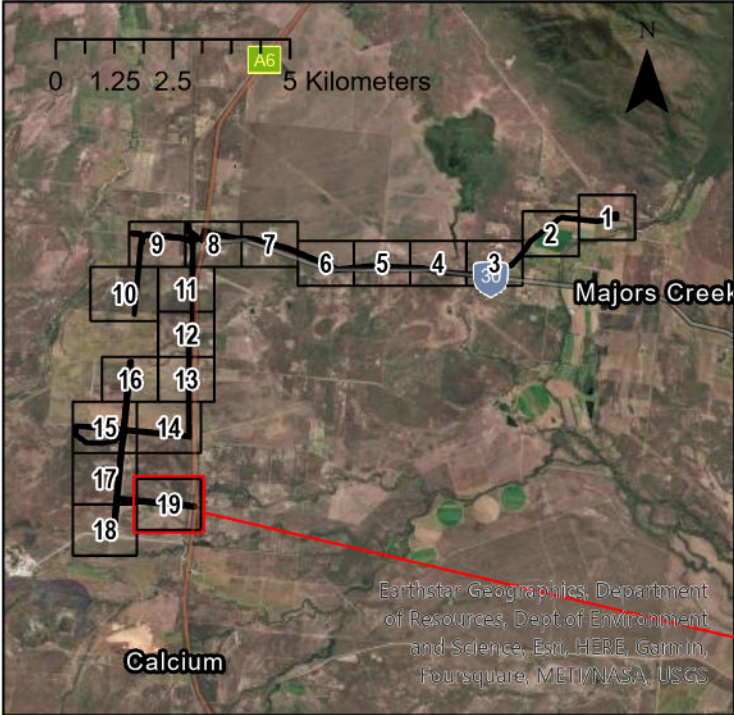 N
A6
0 1.25 2.5 5 Kilometers
1
2
9 8 7
6 5 4 3
30
10 11
Majors Creek
12
16 13
15 14
17
19
18
Earthstar Geographics, Department
of Resources, Dept of Environment
and Science, Esri, HERE, Garmin,
Foursquare, METI/NASA, USGS
Calcium